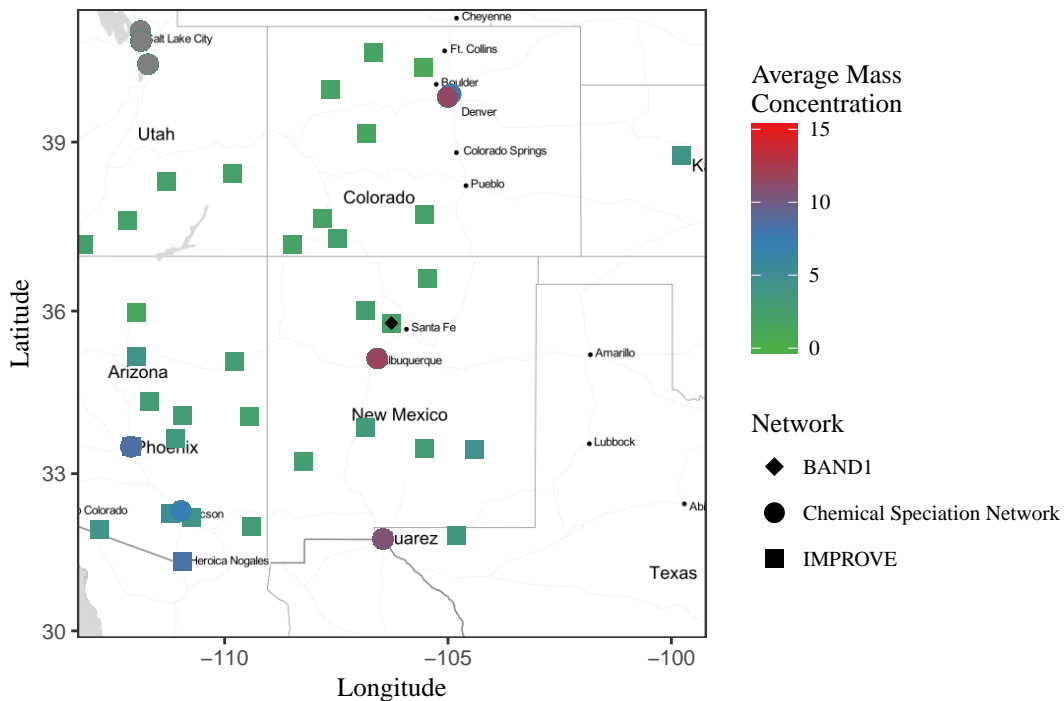 Cheyenne
Salt Lake City
Ft. Collins
Boulder
Denver
Utah
39
Colorado Springs
Pueblo
Colorado
36
Santa Fe
Albuquerque
Amarillo
Arizona
New Mexico
Phoenix
Lubbock
33
Colorado
Heroica Nogales
Texas
30
−110
−105
−100
Latitude
Longitude
Average Mass
Concentration
15
10
5
0
Network
BAND1
Chemical Speciation Network
IMPROVE